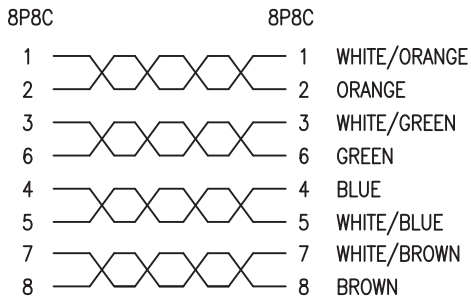 8P8C 8P8C
1 1 WHITE/ORANGE
2 2 ORANGE
3 3 WHITE/GREEN
6 6 GREEN
4 4 BLUE
5 5 WHITE/BLUE
7 7 WHITE/BROWN
8 8 BROWN